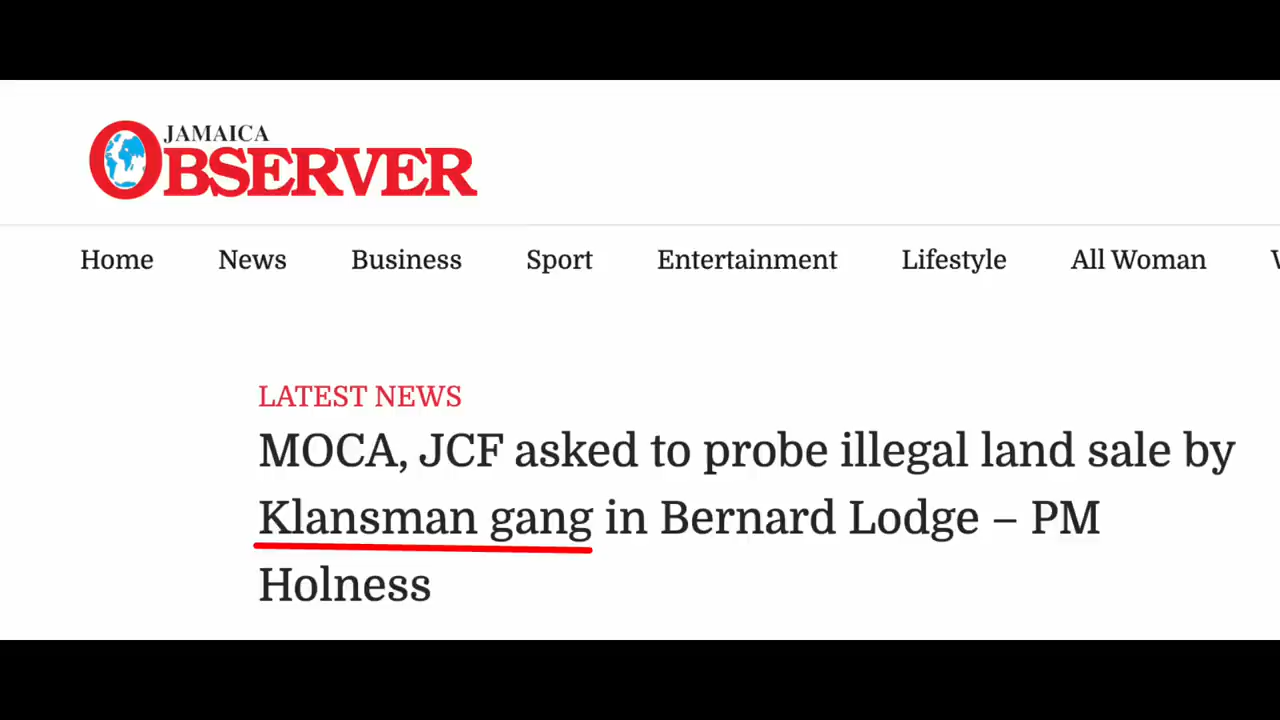 JAMAICA
OBSERVER
Home News Business Sport Entertainment Lifestyle All Woman
LATEST NEWS
MOCA, JCF asked to probe illegal land sale by
Klansman gang in Bernard Lodge – PM
Holness